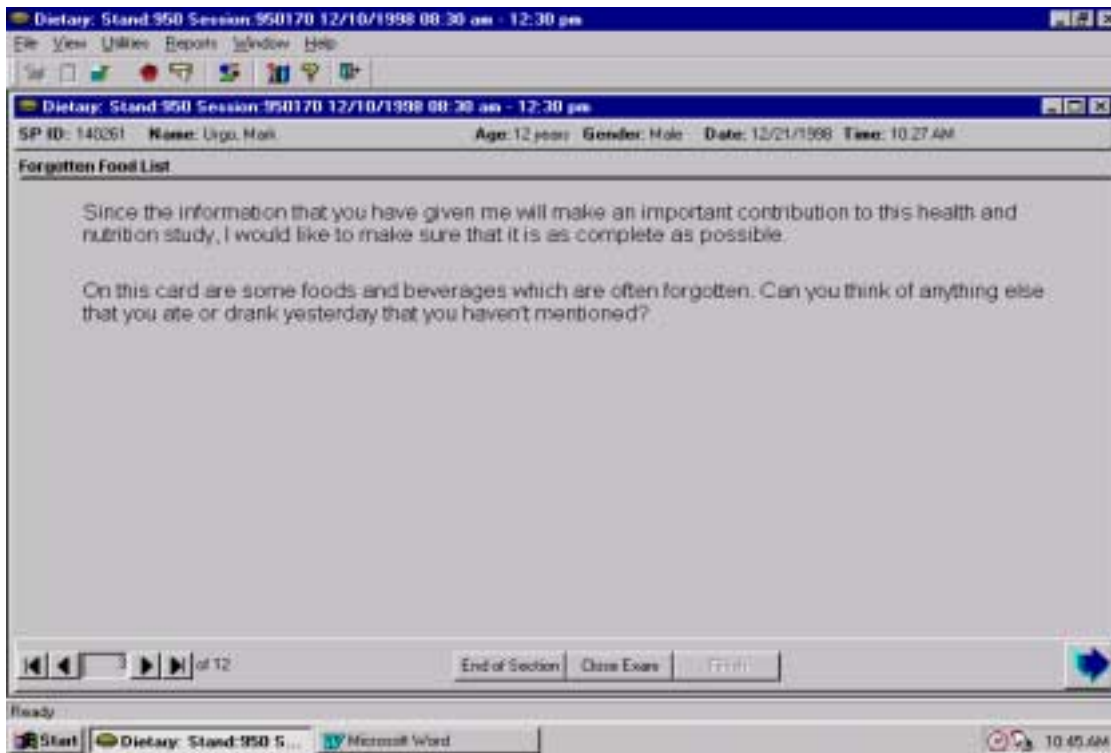 Dietary: Stand:950 Session:950170 12/10/1998 08:30 am - 12:30 pm
File View Utilities Reports Window Help
Dietary: Stand:950 Session:950170 12/10/1998 08:30 am - 12:30 pm
SP ID: 140261 Name: Urgo, Mark Age: 12 years Gender: Male Date: 12/21/1998 Time: 10:27 AM
Forgotten Food List
Since the information that you have given me will make an important contribution to this health and
nutrition study, I would like to make sure that it is as complete as possible.
On this card are some foods and beverages which are often forgotten. Can you think of anything else
that you ate or drank yesterday that you haven't mentioned?
3 of 12 End of Section Close Exam Finish
Ready
Start Dietary: Stand:950 S... Microsoft Word 10:45 AM